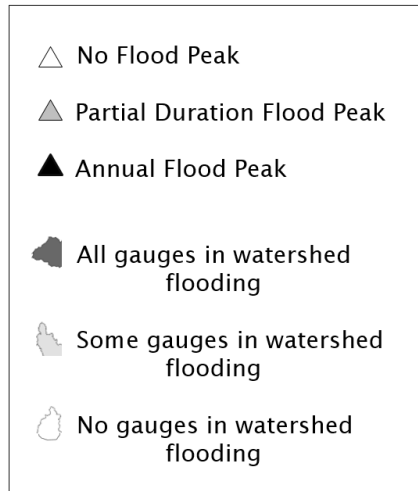 No Flood Peak
Partial Duration Flood Peak
Annual Flood Peak
All gauges in watershed
flooding
Some gauges in watershed
flooding
No gauges in watershed
flooding